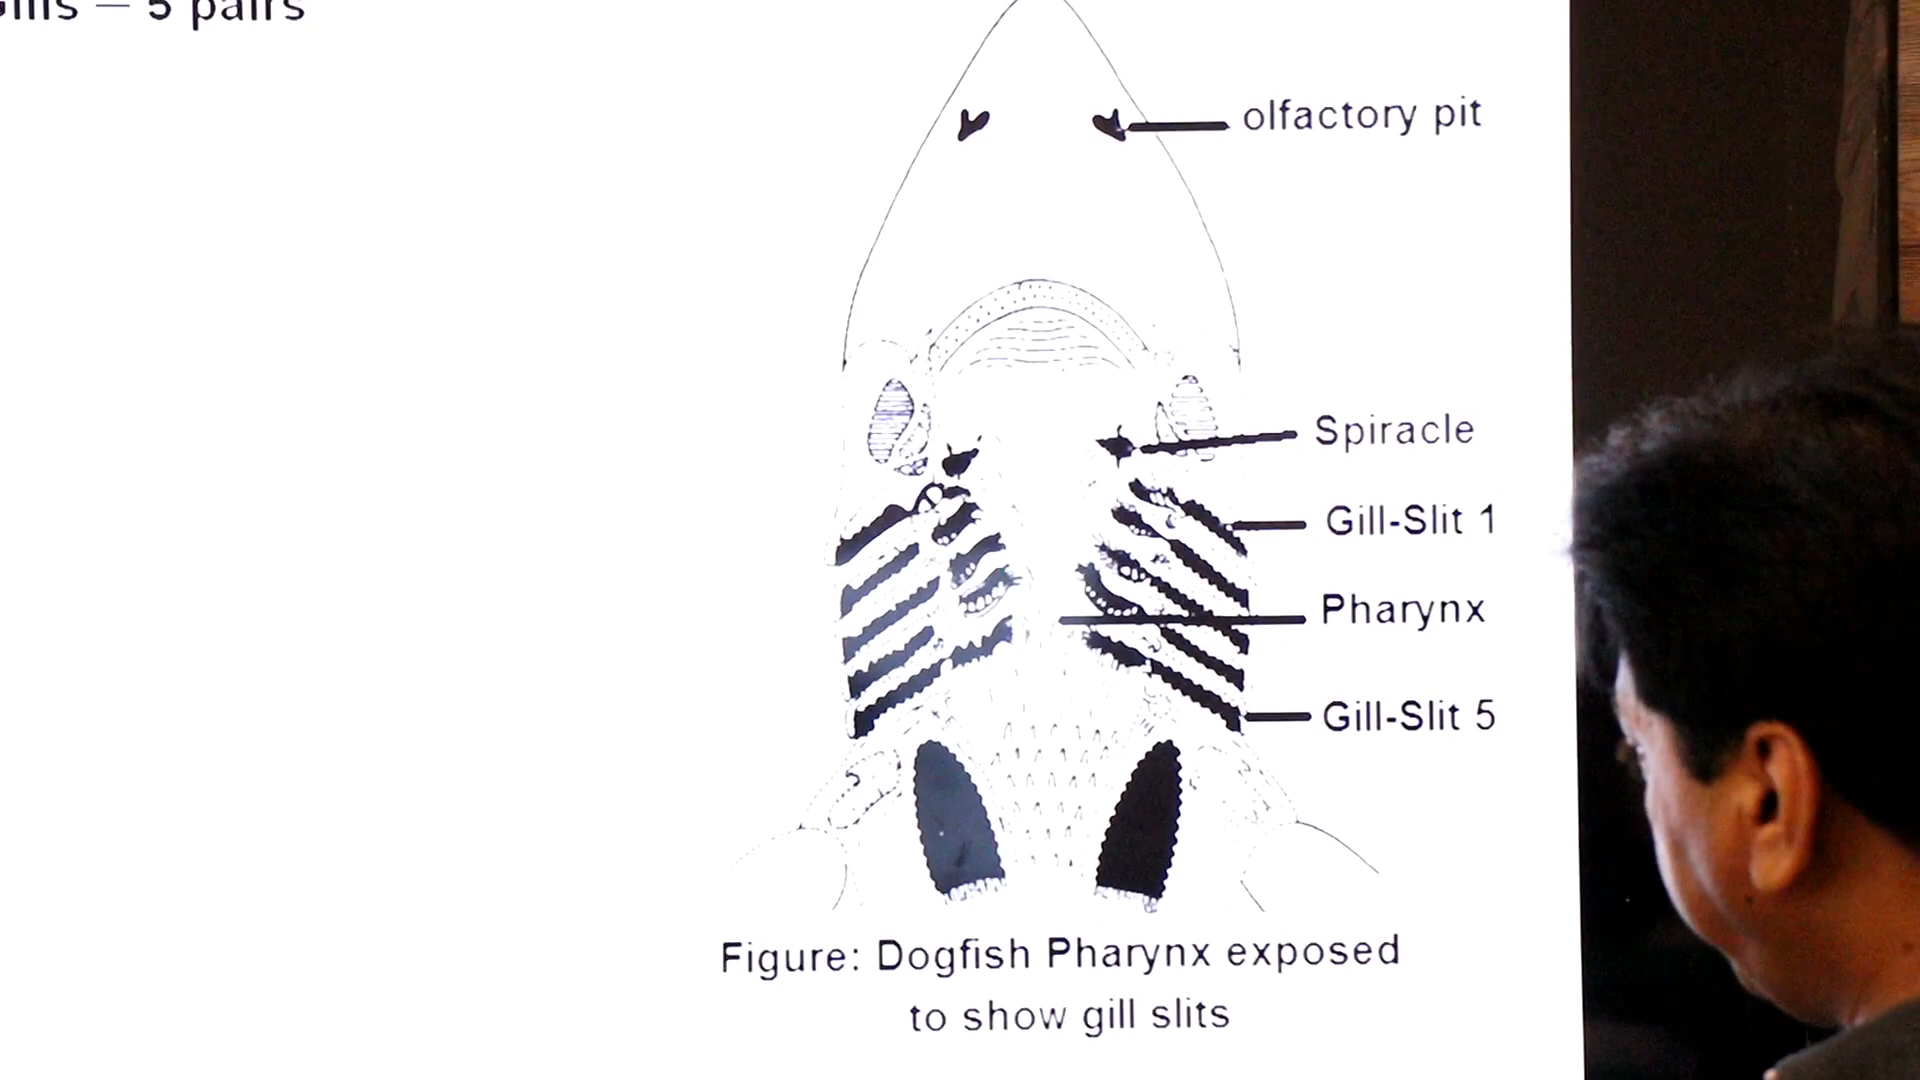 Gills – 5 pairs
olfactory pit
Spiracle
Gill-Slit 1
Pharynx
Gill-Slit 5
Figure: Dogfish Pharynx exposed
to show gill slits